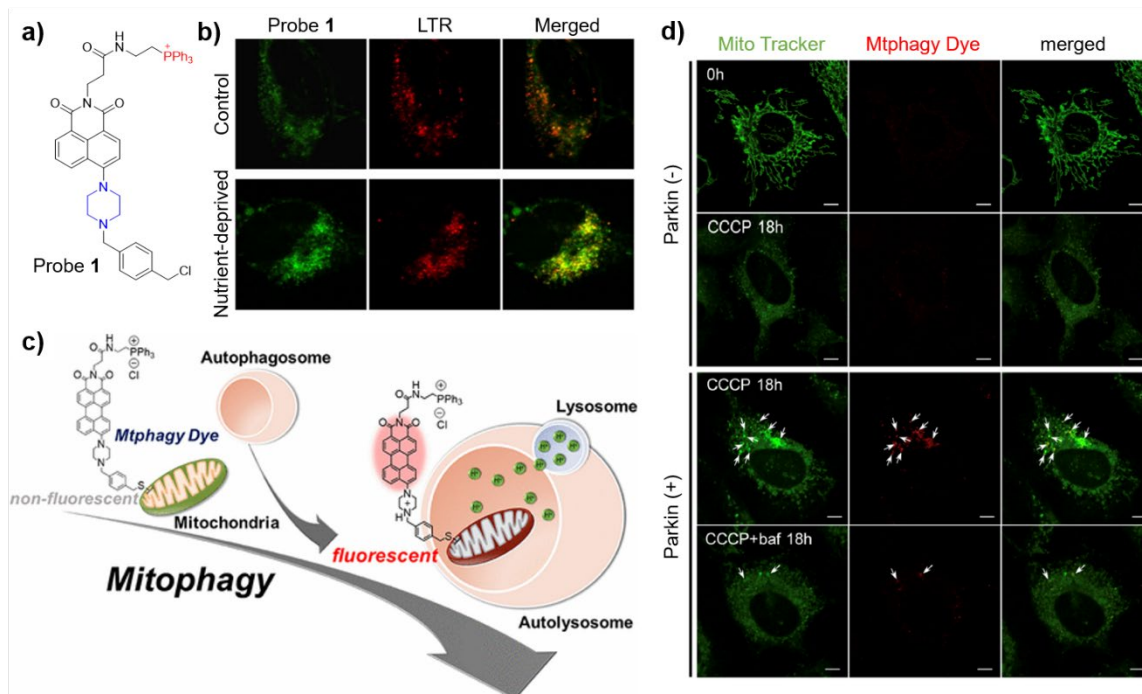 a)
H
N
O
+
PPh3
O
N
O
N
N
Cl
Probe 1
b)
Probe 1
LTR
Merged
Control
Nutrient-deprived
c)
H
O
N
⊕
PPh3
⊖
Cl
O
N
O
N
N
S
Mtphagy Dye
non-fluorescent
Mitochondria
Autophagosome
Mitophagy
H
O
N
⊕
PPh3
⊖
Cl
O
N
O
N
N
+
H
S
fluorescent
Lysosome
H+
Autolysosome
d)
Mito Tracker
Mtphagy Dye
merged
Parkin (-)
0h
CCCP 18h
Parkin (+)
CCCP 18h
CCCP+baf 18h